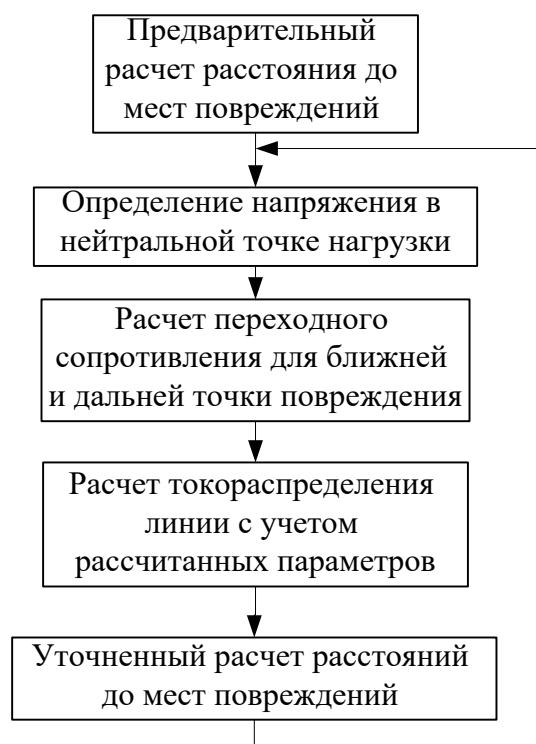 Предварительный
расчет расстояния до
мест повреждений
Определение напряжения в
нейтральной точке нагрузки
Расчет переходного
сопротивления для ближней
и дальней точки повреждения
Расчет токораспределения
линии с учетом
рассчитанных параметров
Уточненный расчет расстояний
до мест повреждений